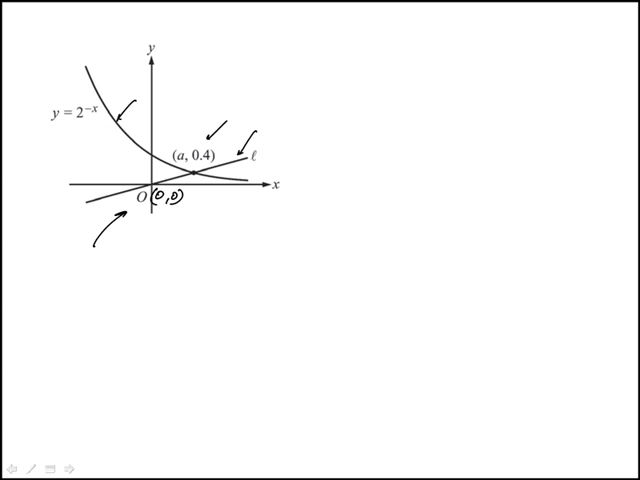 y
y = 2⁻ˣ
(a, 0.4)
ℓ
x
O (0,0)